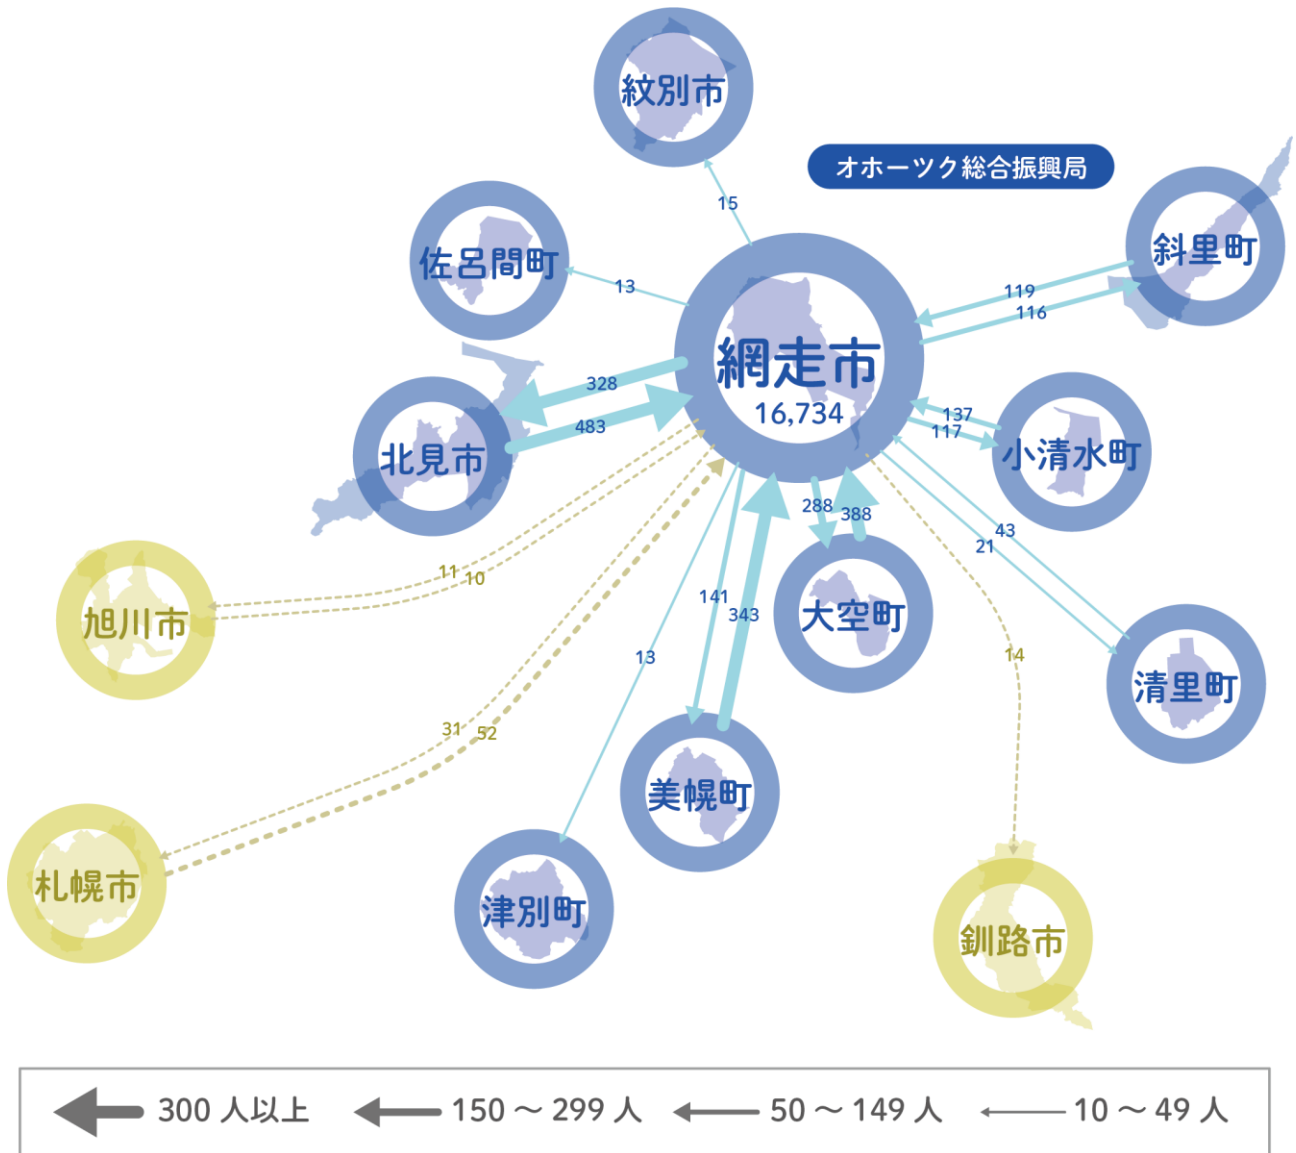 紋別市
オホーツク総合振興局
15
斜里町
佐呂間町
13
119
116
網走市
16,734
328
483
137
117
北見市
小清水町
288
388
43
21
11
10
141
343
大空町
旭川市
13
14
清里町
31
52
美幌町
札幌市
津別町
釧路市
300 人以上
150 ～ 299 人
50 ～ 149 人
10 ～ 49 人